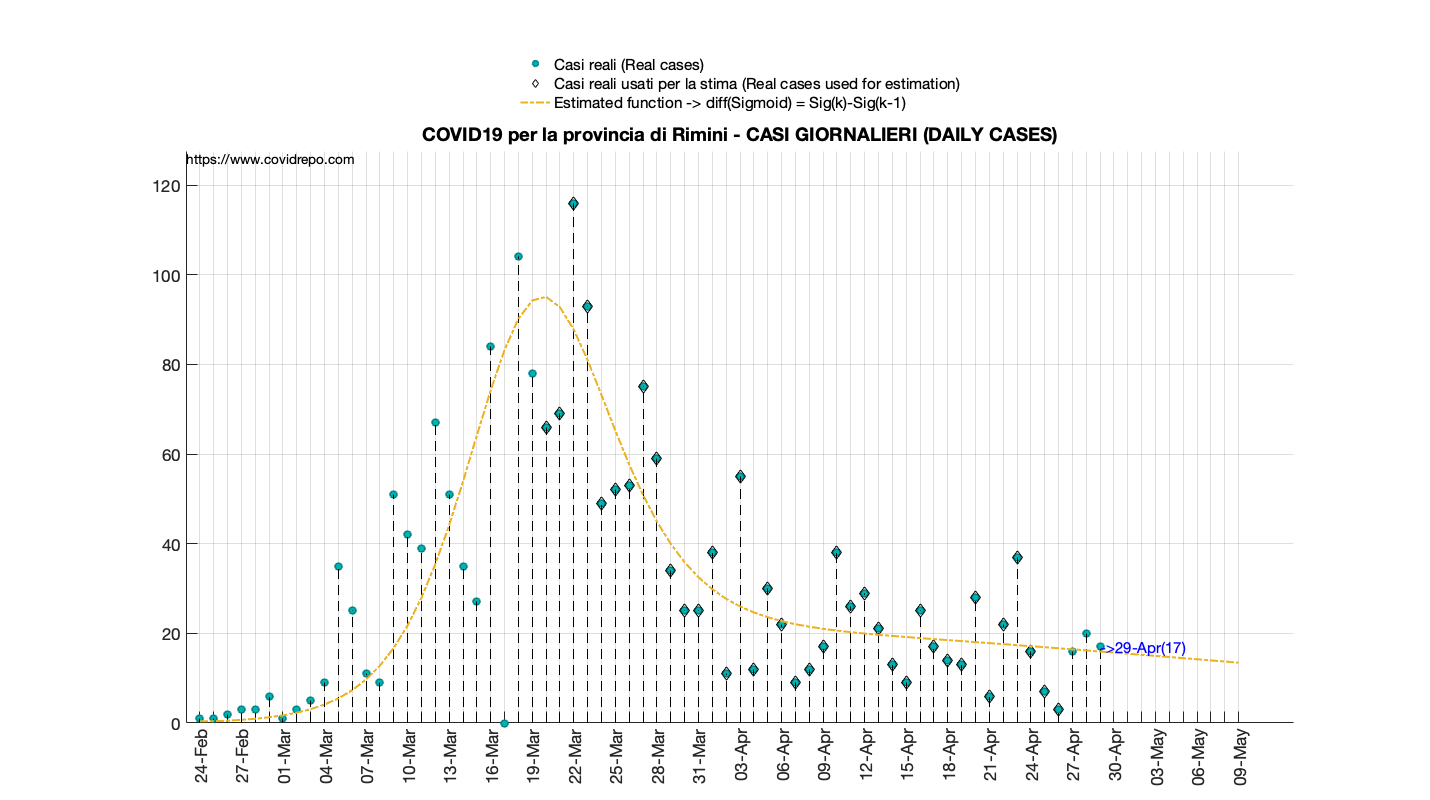 Casi reali (Real cases)
Casi reali usati per la stima (Real cases used for estimation)
Estimated function -> diff(Sigmoid) = Sig(k)-Sig(k-1)
COVID19 per la provincia di Rimini - CASI GIORNALIERI (DAILY CASES)
https://www.covidrepo.com
120
100
80
60
40
20
0
->29-Apr(17)
24-Feb
27-Feb
01-Mar
04-Mar
07-Mar
10-Mar
13-Mar
16-Mar
19-Mar
22-Mar
25-Mar
28-Mar
31-Mar
03-Apr
06-Apr
09-Apr
12-Apr
15-Apr
18-Apr
21-Apr
24-Apr
27-Apr
30-Apr
03-May
06-May
09-May